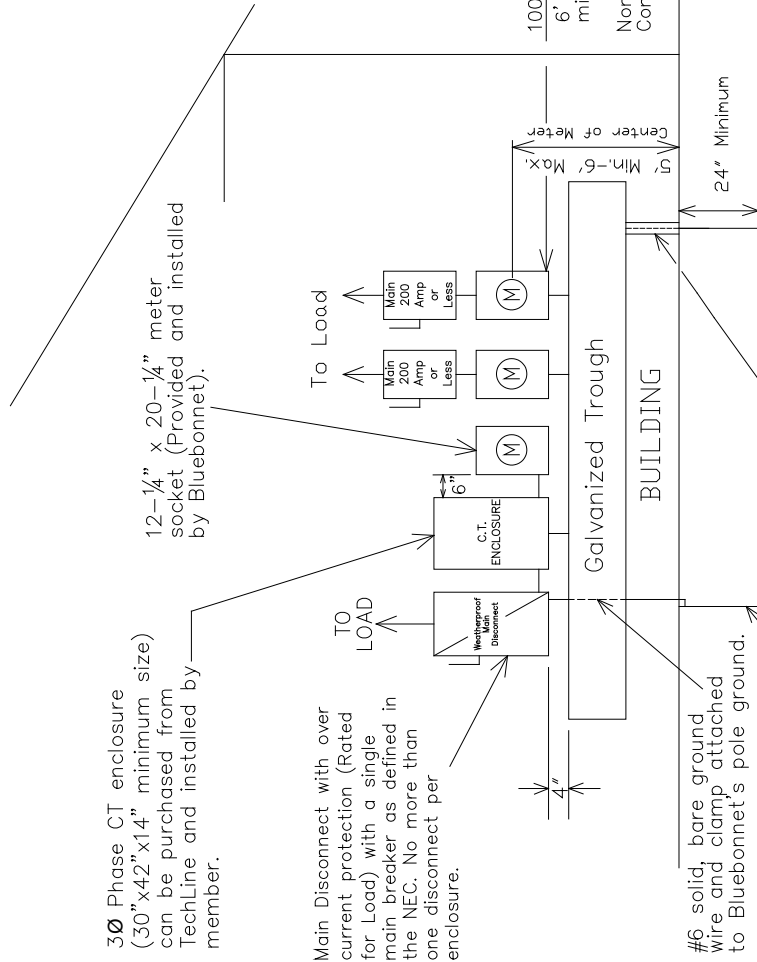 3Ø Phase CT enclosure
(30"x42"x14" minimum size)
can be purchased from
TechLine and installed by
member.
12-¼" x 20-¼" meter
socket (Provided and installed
by Bluebonnet).
Main Disconnect with over
current protection (Rated
for Load) with a single
main breaker as defined in
the NEC. No more than
one disconnect per
enclosure.
TO
LOAD
To Load
Weatherproof
Main
Disconnect
C.T.
ENCLOSURE
6"
M
M
M
Main
200
Amp
or
Less
Main
200
Amp
or
Less
4"
Galvanized Trough
BUILDING
5' Min.-6' Max.
Center of Meter
24" Minimum
100
6'
mi
Non
Con
#6 solid, bare ground
wire and clamp attached
to Bluebonnet's pole ground.